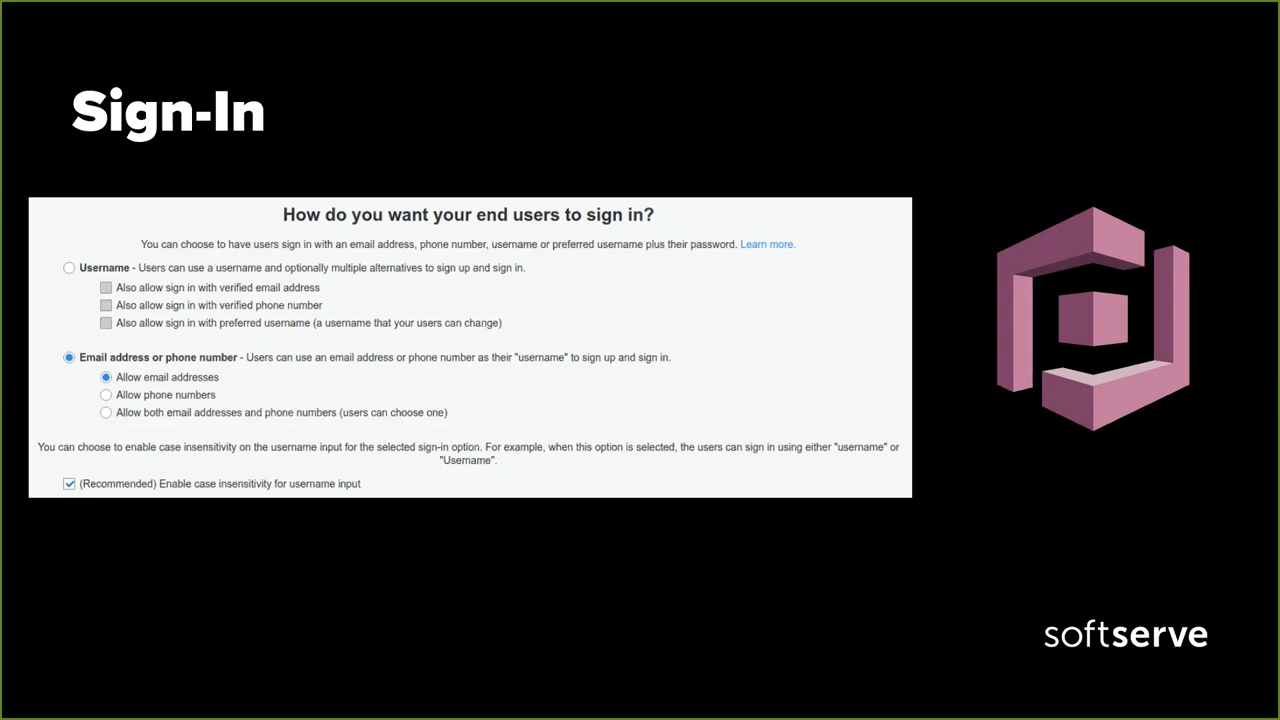 Sign-In
How do you want your end users to sign in?
You can choose to have users sign in with an email address, phone number, username or preferred username plus their password. Learn more.
Username - Users can use a username and optionally multiple alternatives to sign up and sign in.
Also allow sign in with verified email address
Also allow sign in with verified phone number
Also allow sign in with preferred username (a username that your users can change)
Email address or phone number - Users can use an email address or phone number as their "username" to sign up and sign in.
Allow email addresses
Allow phone numbers
Allow both email addresses and phone numbers (users can choose one)
You can choose to enable case insensitivity on the username input for the selected sign-in option. For example, when this option is selected, the users can sign in using either "username" or
"Username".
(Recommended) Enable case insensitivity for username input
softserve